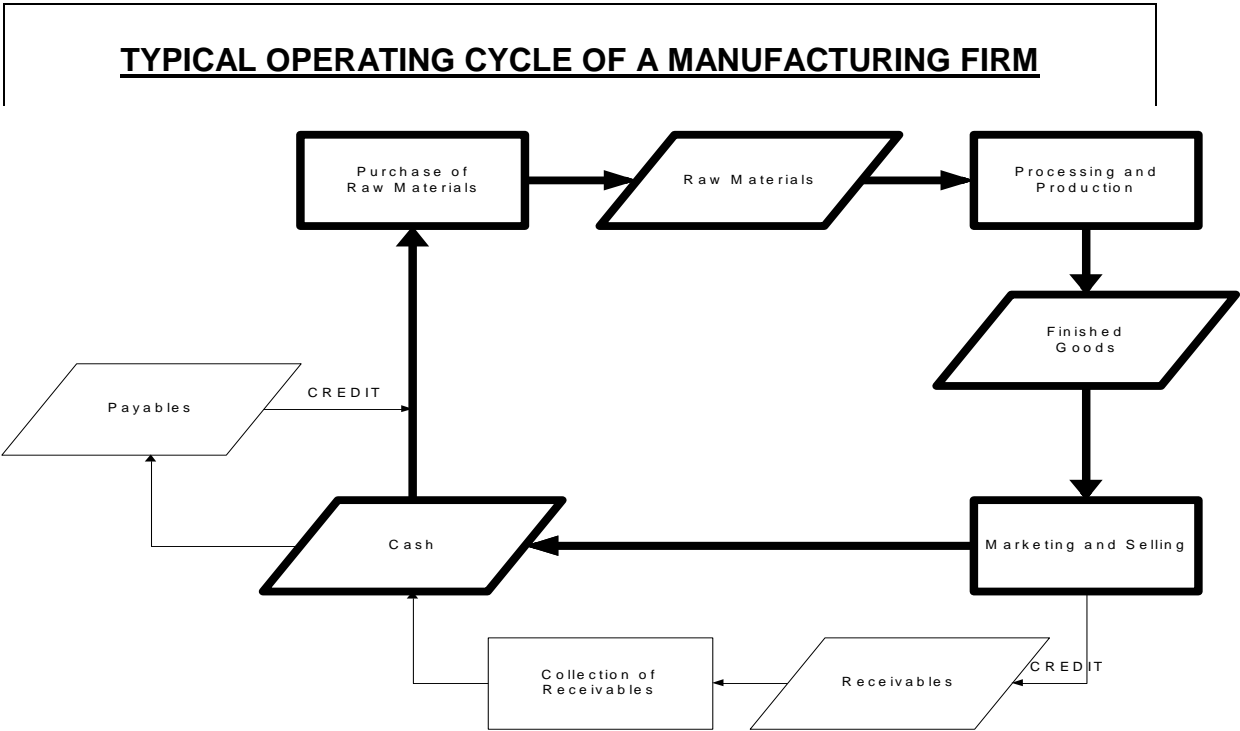 TYPICAL OPERATING CYCLE OF A MANUFACTURING FIRM
Purchase of
Raw Materials
Raw Materials
Processing and
Production
Finished
Goods
Payables
CREDIT
Cash
Marketing and Selling
Collection of
Receivables
Receivables
CREDIT